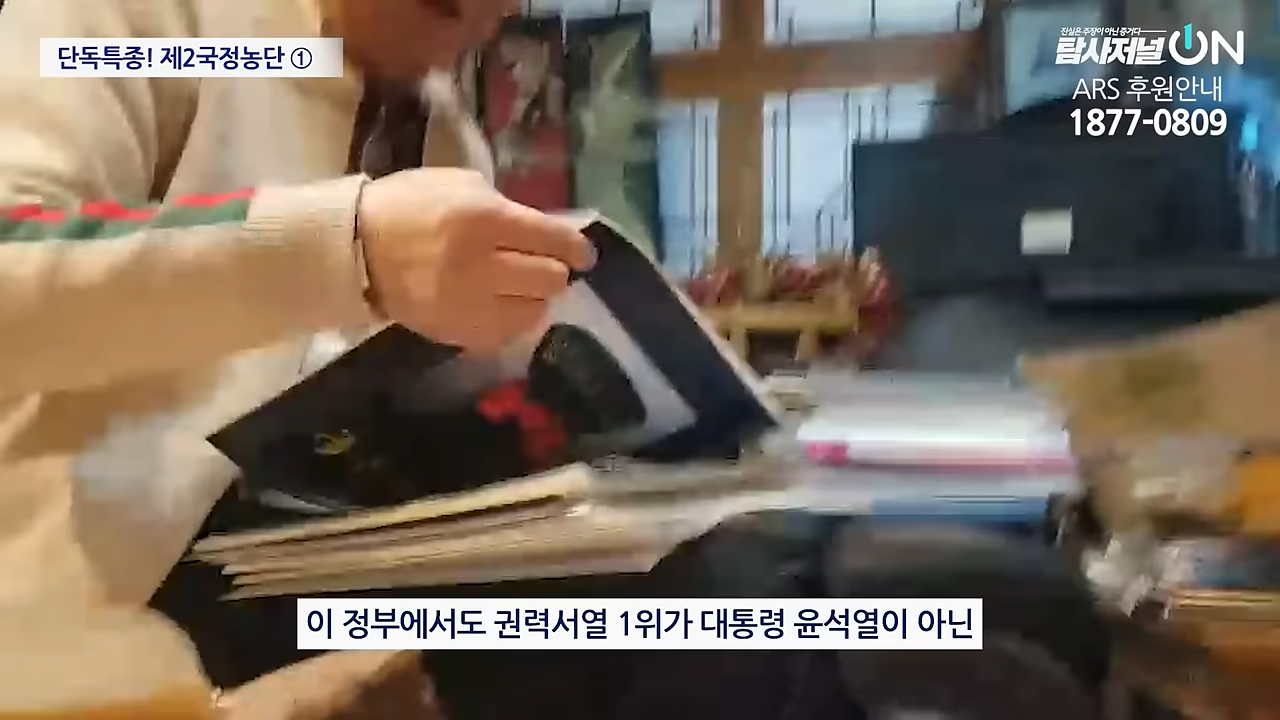 단독특종! 제2국정농단 ①
진실은 주장이 아닌 증거다
탐사저널 ON
ARS 후원안내
1877-0809
이 정부에서도 권력서열 1위가 대통령 윤석열이 아닌